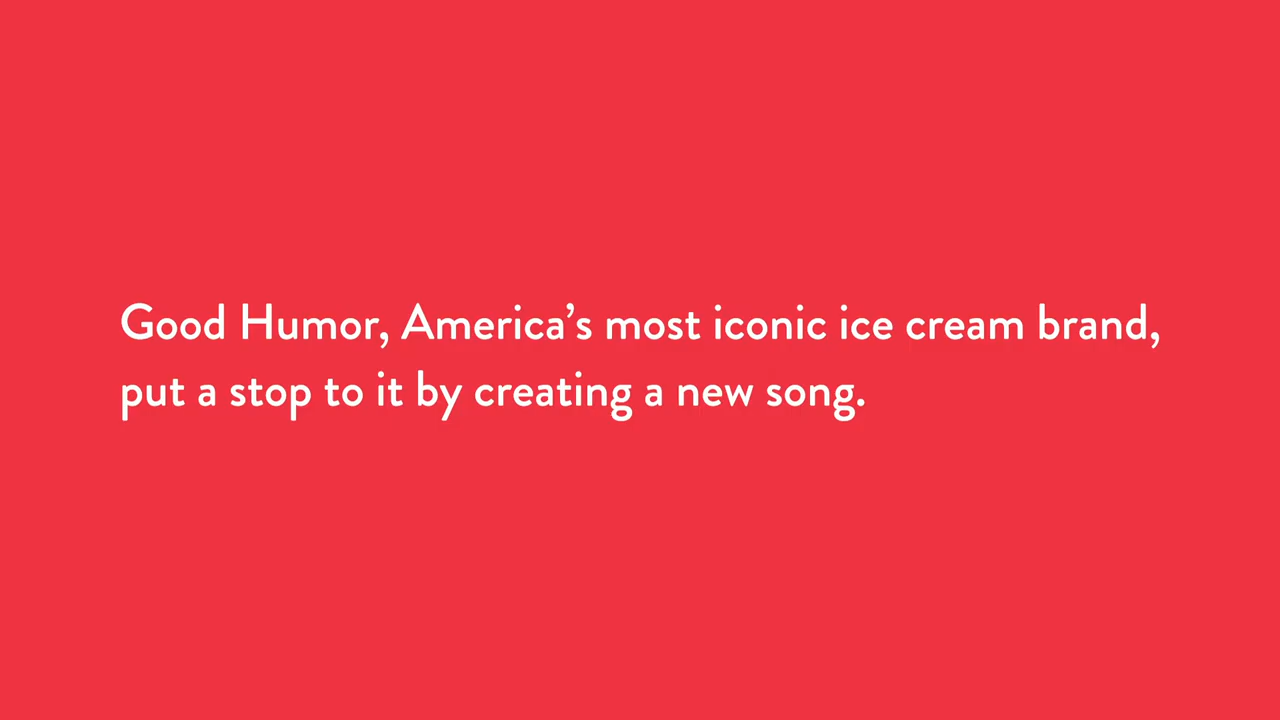 Good Humor, America’s most iconic ice cream brand,
put a stop to it by creating a new song.